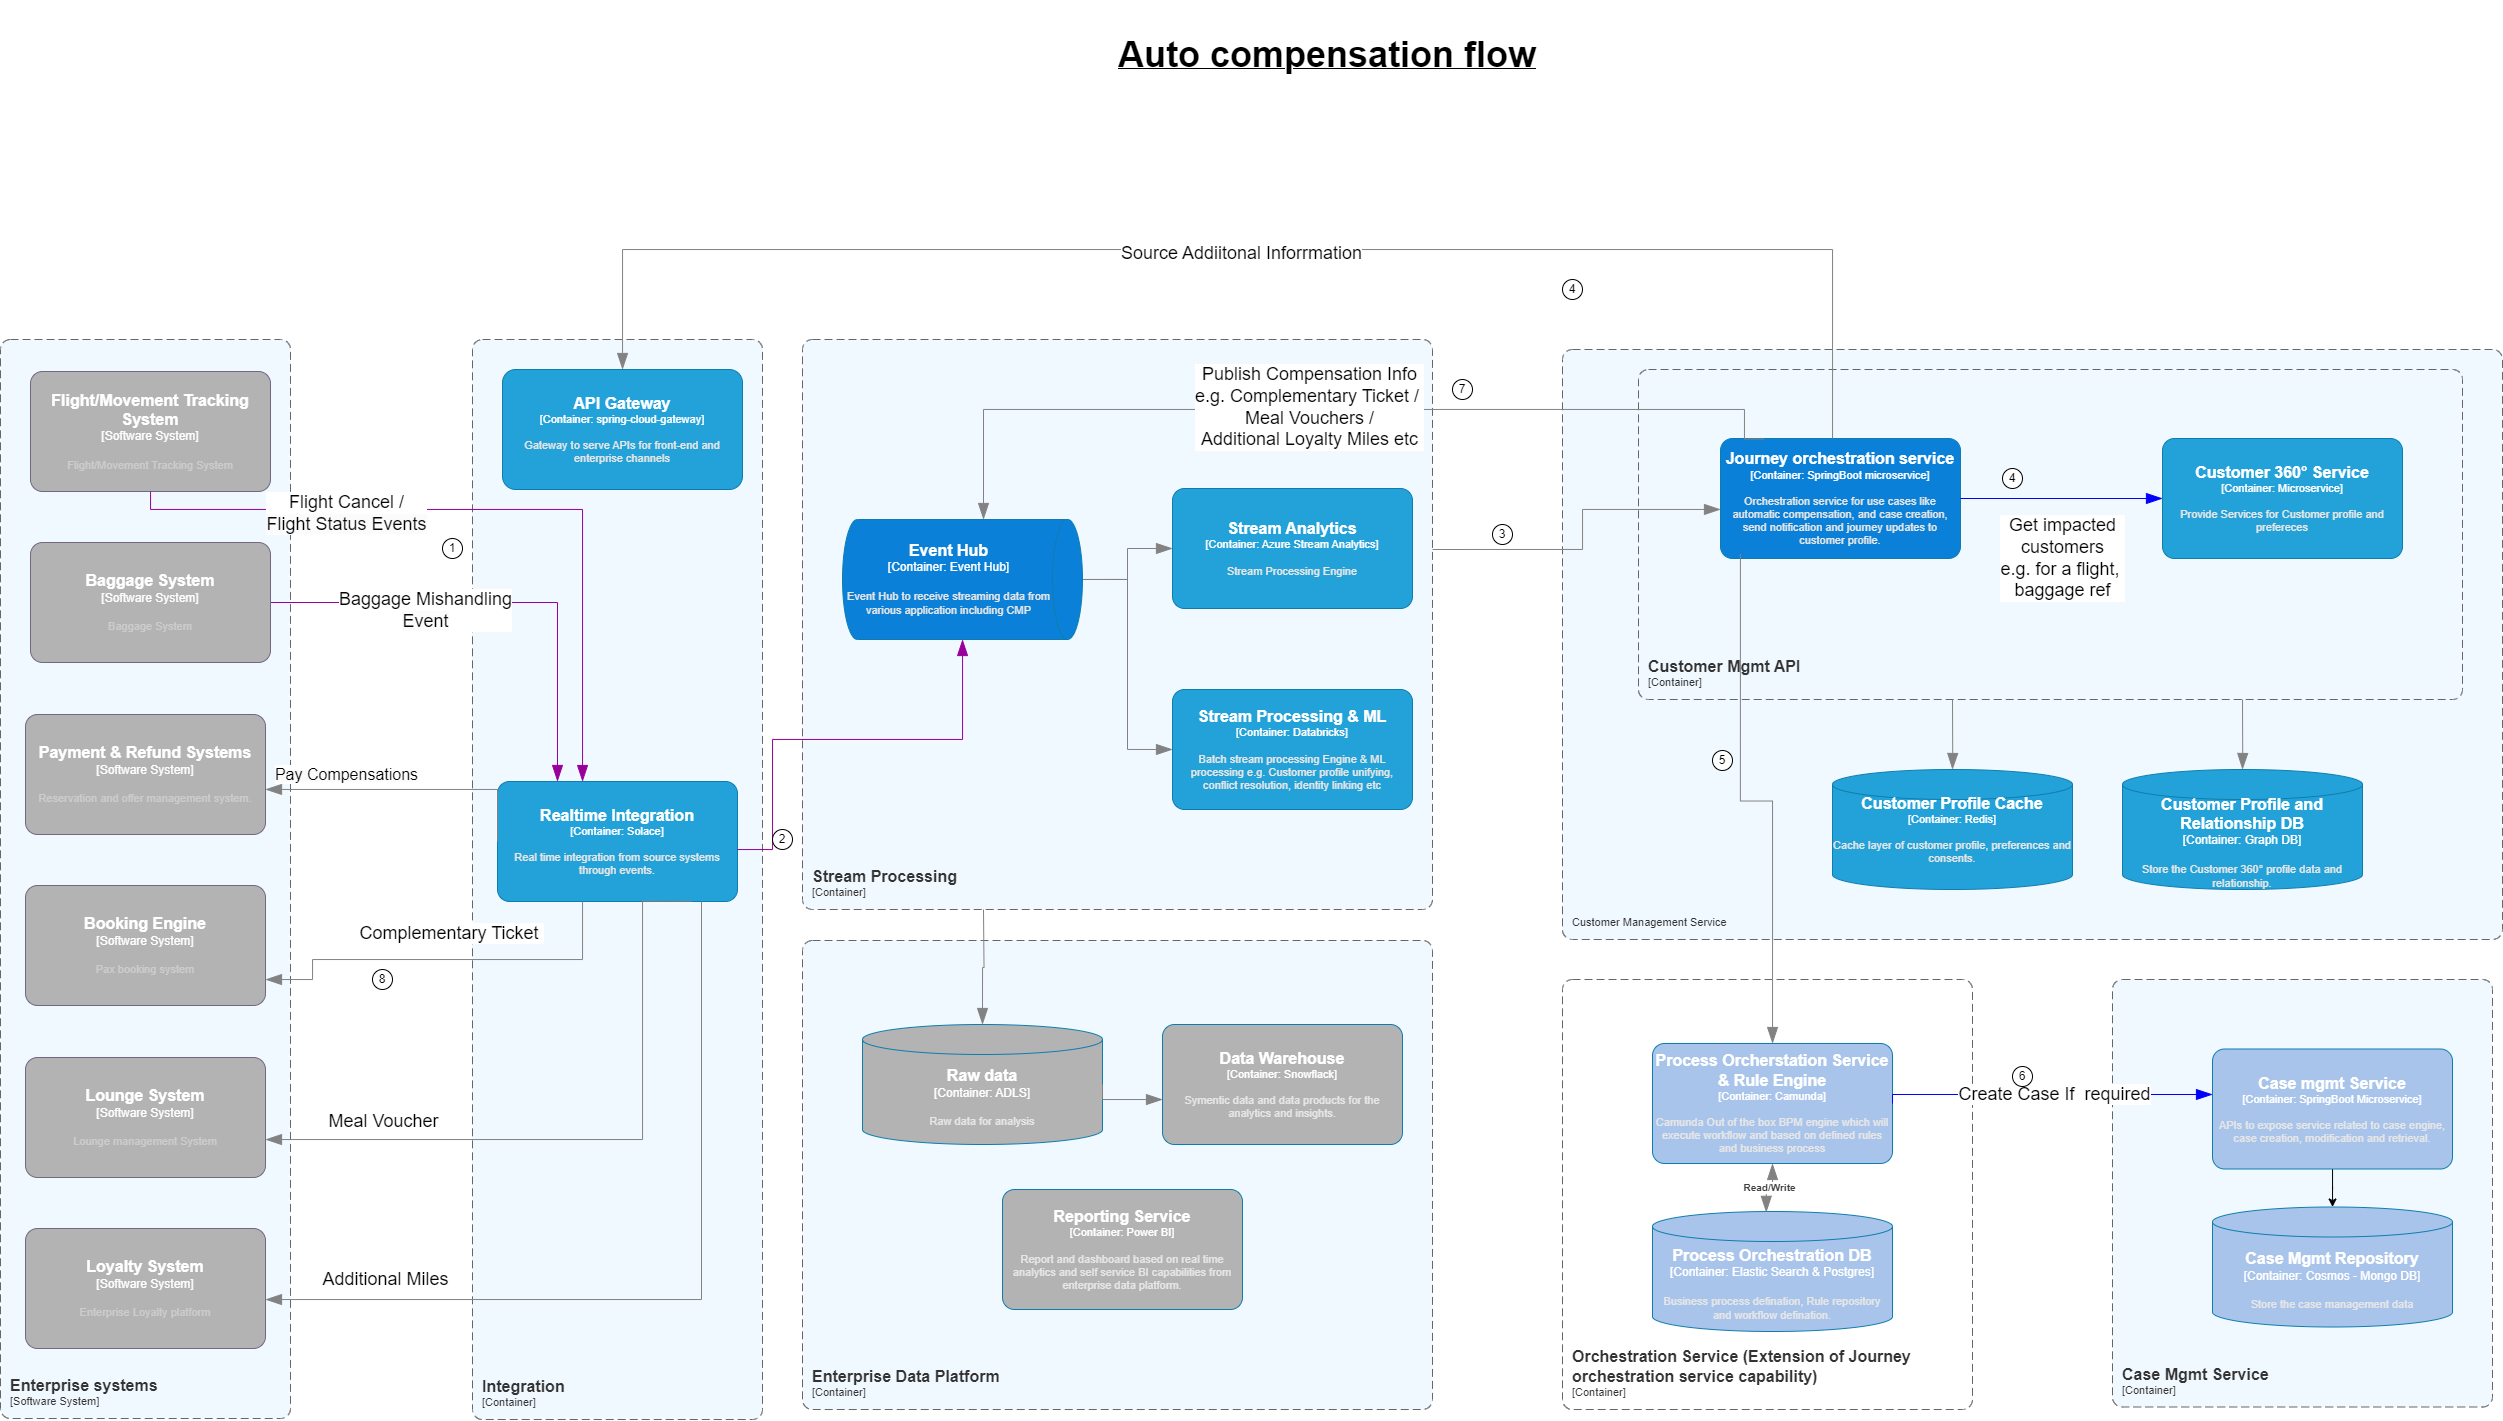 Auto compensation flow
Source Addiitonal Inforrmation
4
Flight/Movement Tracking
System
[Software System]
Flight/Movement Tracking System
Flight Cancel /
Flight Status Events
1
Baggage System
[Software System]
Baggage System
Baggage Mishandling
Event
Payment & Refund Systems
[Software System]
Reservation and offer management system.
Pay Compensations
Booking Engine
[Software System]
Pax booking system
Complementary Ticket
8
Lounge System
[Software System]
Lounge management System
Meal Voucher
Loyalty System
[Software System]
Enterprise Loyalty platform
Additional Miles
Enterprise systems
[Software System]
API Gateway
[Container: spring-cloud-gateway]
Gateway to serve APIs for front-end and
enterprise channels
Realtime Integration
[Container: Solace]
Real time integration from source systems
through events.
2
Integration
[Container]
Publish Compensation Info
e.g. Complementary Ticket /
Meal Vouchers /
Additional Loyalty Miles etc
7
Event Hub
[Container: Event Hub]
Event Hub to receive streaming data from
various application including CMP
Stream Analytics
[Container: Azure Stream Analytics]
Stream Processing Engine
3
Stream Processing & ML
[Container: Databricks]
Batch stream processing Engine & ML
processing e.g. Customer profile unifying,
conflict resolution, identity linking etc
Stream Processing
[Container]
Raw data
[Container: ADLS]
Raw data for analysis
Data Warehouse
[Container: Snowflack]
Symentic data and data products for the
analytics and insights.
Reporting Service
[Container: Power BI]
Report and dashboard based on real time
analytics and self service BI capabilities from
enterprise data platform.
Enterprise Data Platform
[Container]
Journey orchestration service
[Container: SpringBoot microservice]
Orchestration service for use cases like
automatic compensation, and case creation,
send notification and journey updates to
customer profile.
4
Get impacted
customers
e.g. for a flight,
baggage ref
Customer 360° Service
[Container: Microservice]
Provide Services for Customer profile and
prefereces
Customer Mgmt API
[Container]
5
Customer Profile Cache
[Container: Redis]
Cache layer of customer profile, preferences and
consents.
Customer Profile and
Relationship DB
[Container: Graph DB]
Store the Customer 360° profile data and
relationship.
Customer Management Service
Process Orcherstation Service
& Rule Engine
[Container: Camunda]
Camunda Out of the box BPM engine which will
execute workflow and based on defined rules
and business process
Read/Write
Process Orchestration DB
[Container: Elastic Search & Postgres]
Business process defination, Rule repository
and workflow defination.
Orchestration Service (Extension of Journey
orchestration service capability)
[Container]
6
Create Case If  required
Case mgmt Service
[Container: SpringBoot Microservice]
APIs to expose service related to case engine,
case creation, modification and retrieval.
Case Mgmt Repository
[Container: Cosmos - Mongo DB]
Store the case management data
Case Mgmt Service
[Container]